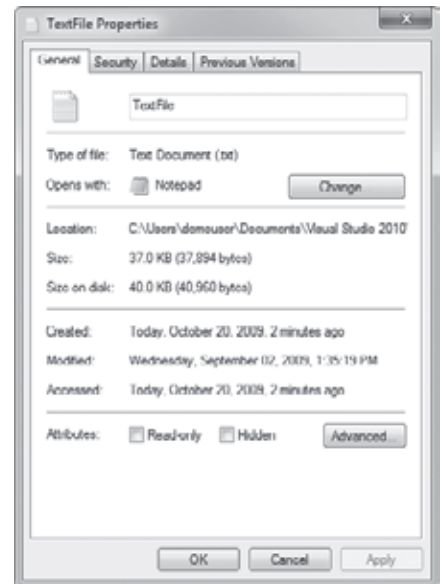 TextFile Properties
General Security Details Previous Versions
TextFile
Type of file: Text Document (.txt)
Opens with: Notepad Change...
Location: C:\Users\demouser\Documents\Visual Studio 2010\
Size: 37.0 KB (37,894 bytes)
Size on disk: 40.0 KB (40,960 bytes)
Created: Today, October 20, 2009, 2 minutes ago
Modified: Wednesday, September 02, 2009, 1:35:19 PM
Accessed: Today, October 20, 2009, 2 minutes ago
Attributes: Read-only Hidden Advanced...
OK Cancel Apply